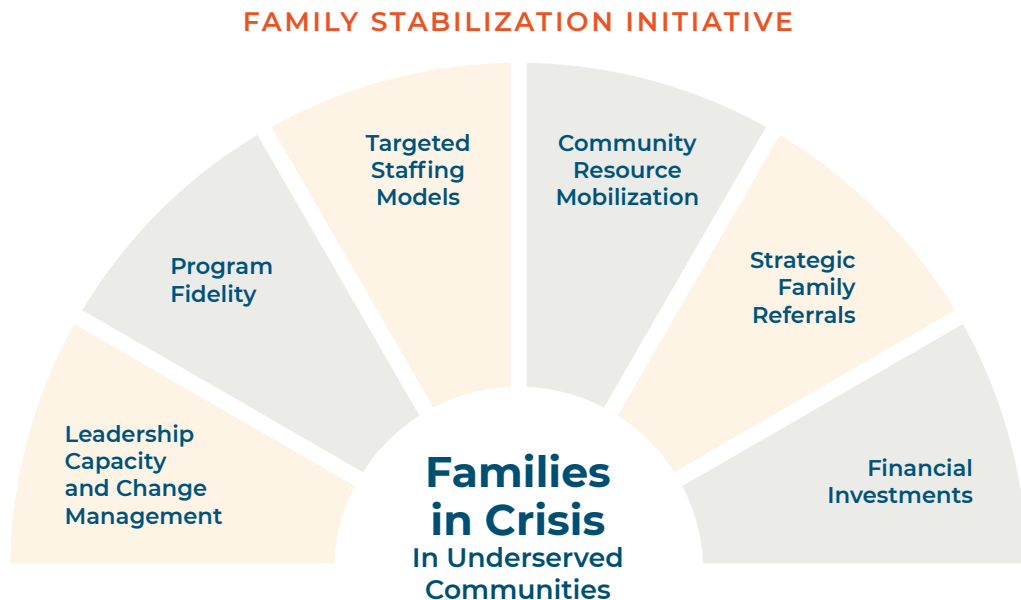 FAMILY STABILIZATION INITIATIVE
Leadership
Capacity
and Change
Management
Program
Fidelity
Targeted
Staffing
Models
Community
Resource
Mobilization
Strategic
Family
Referrals
Financial
Investments
Families
in Crisis
In Underserved
Communities